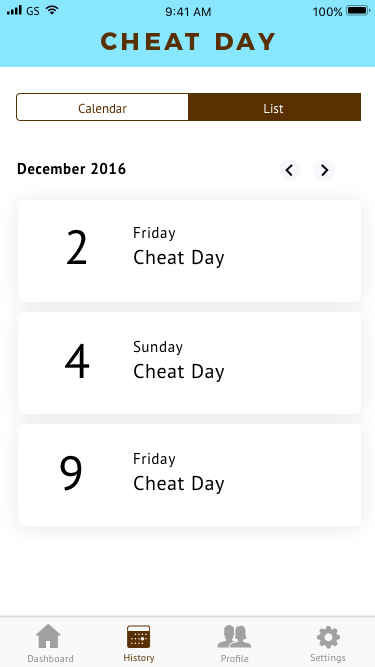 GS 9:41 AM 100%
CHEAT DAY
Calendar List
December 2016
2 Friday
Cheat Day
4 Sunday
Cheat Day
9 Friday
Cheat Day
Dashboard History Profile Settings